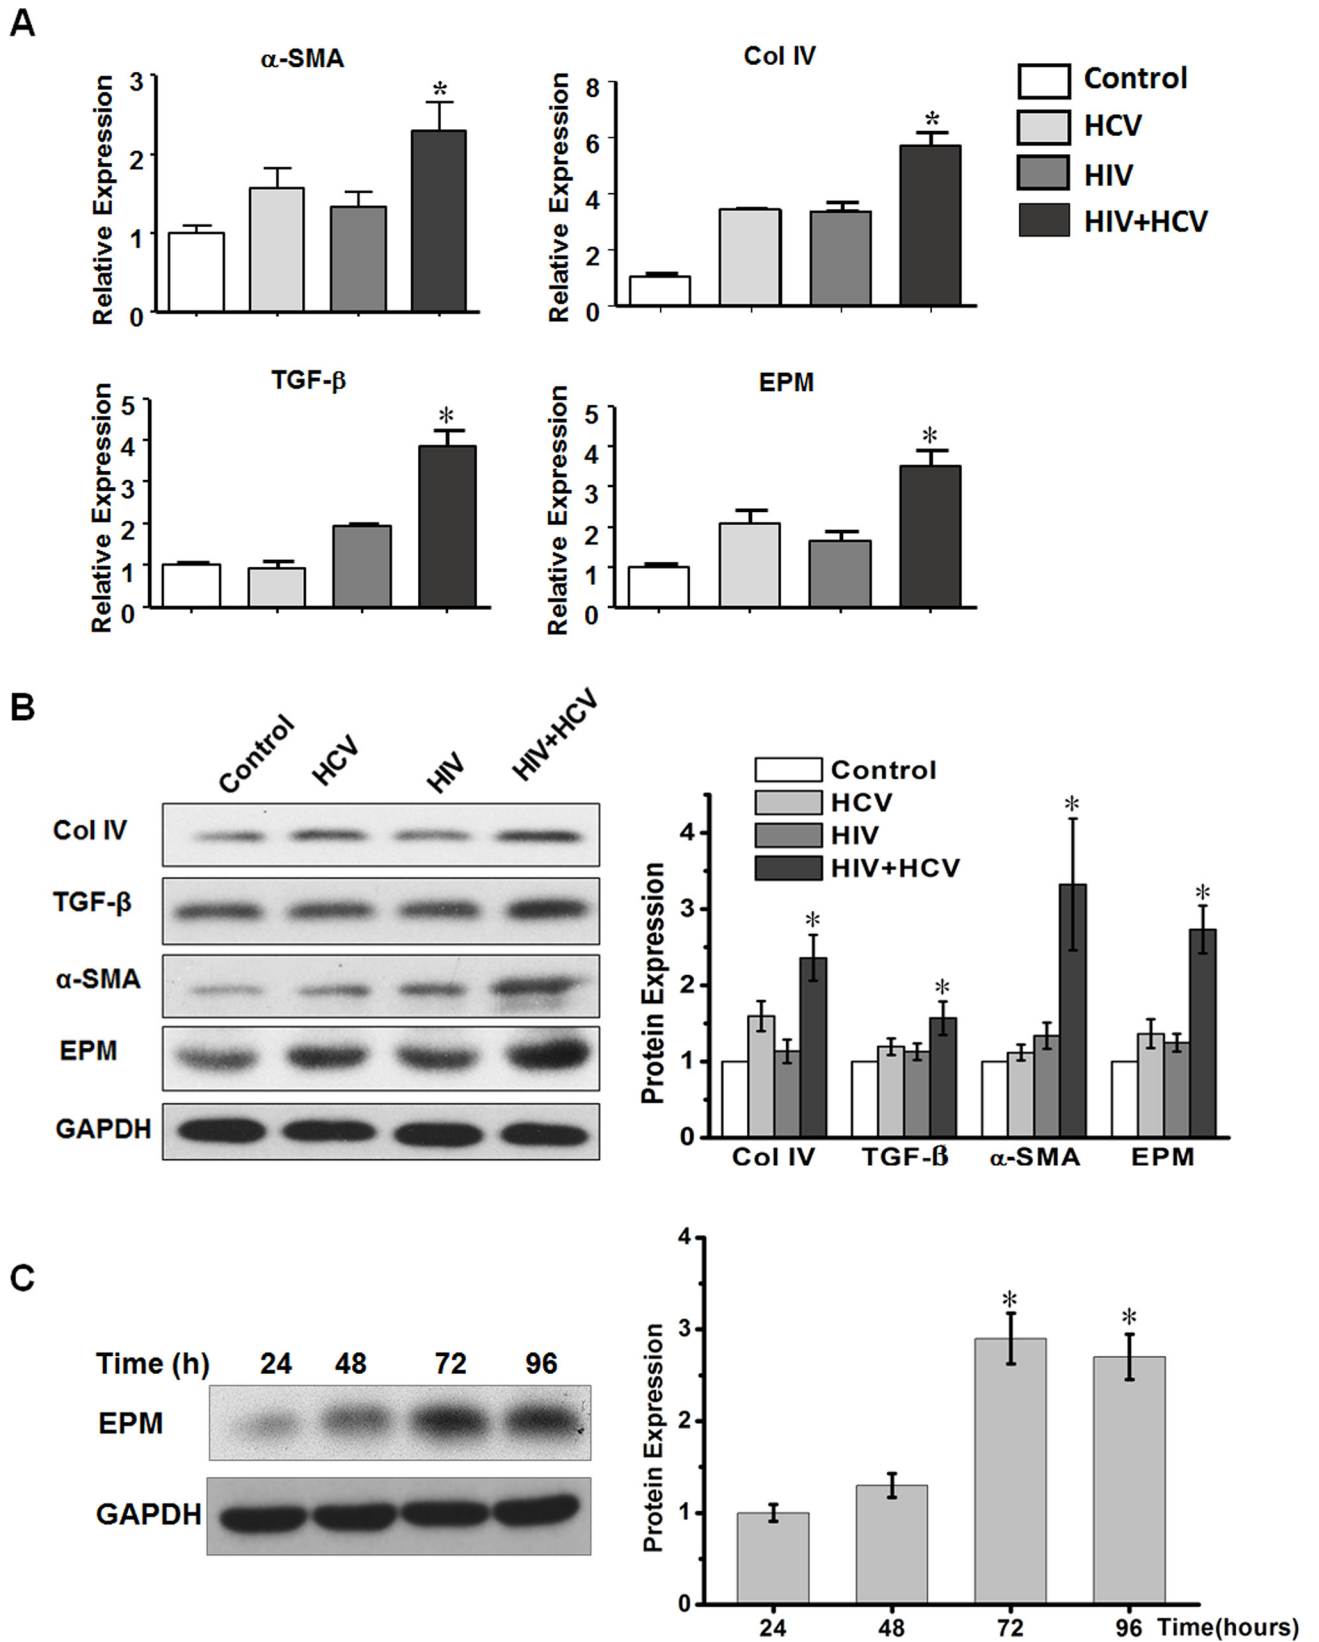 A
α-SMA
Relative Expression
3
2
1
0
*
Col IV
Relative Expression
8
6
4
2
0
*
Control
HCV
HIV
HIV+HCV
TGF-β
Relative Expression
5
4
3
2
1
0
*
EPM
Relative Expression
5
4
3
2
1
0
*
B
Control
HCV
HIV
HIV+HCV
Col IV
TGF-β
α-SMA
EPM
GAPDH
Control
HCV
HIV
HIV+HCV
Protein Expression
4
3
2
1
0
* * * *
Col IV TGF-β α-SMA EPM
C
Time (h) 24 48 72 96
EPM
GAPDH
Protein Expression
4
3
2
1
0
* *
24 48 72 96 Time(hours)